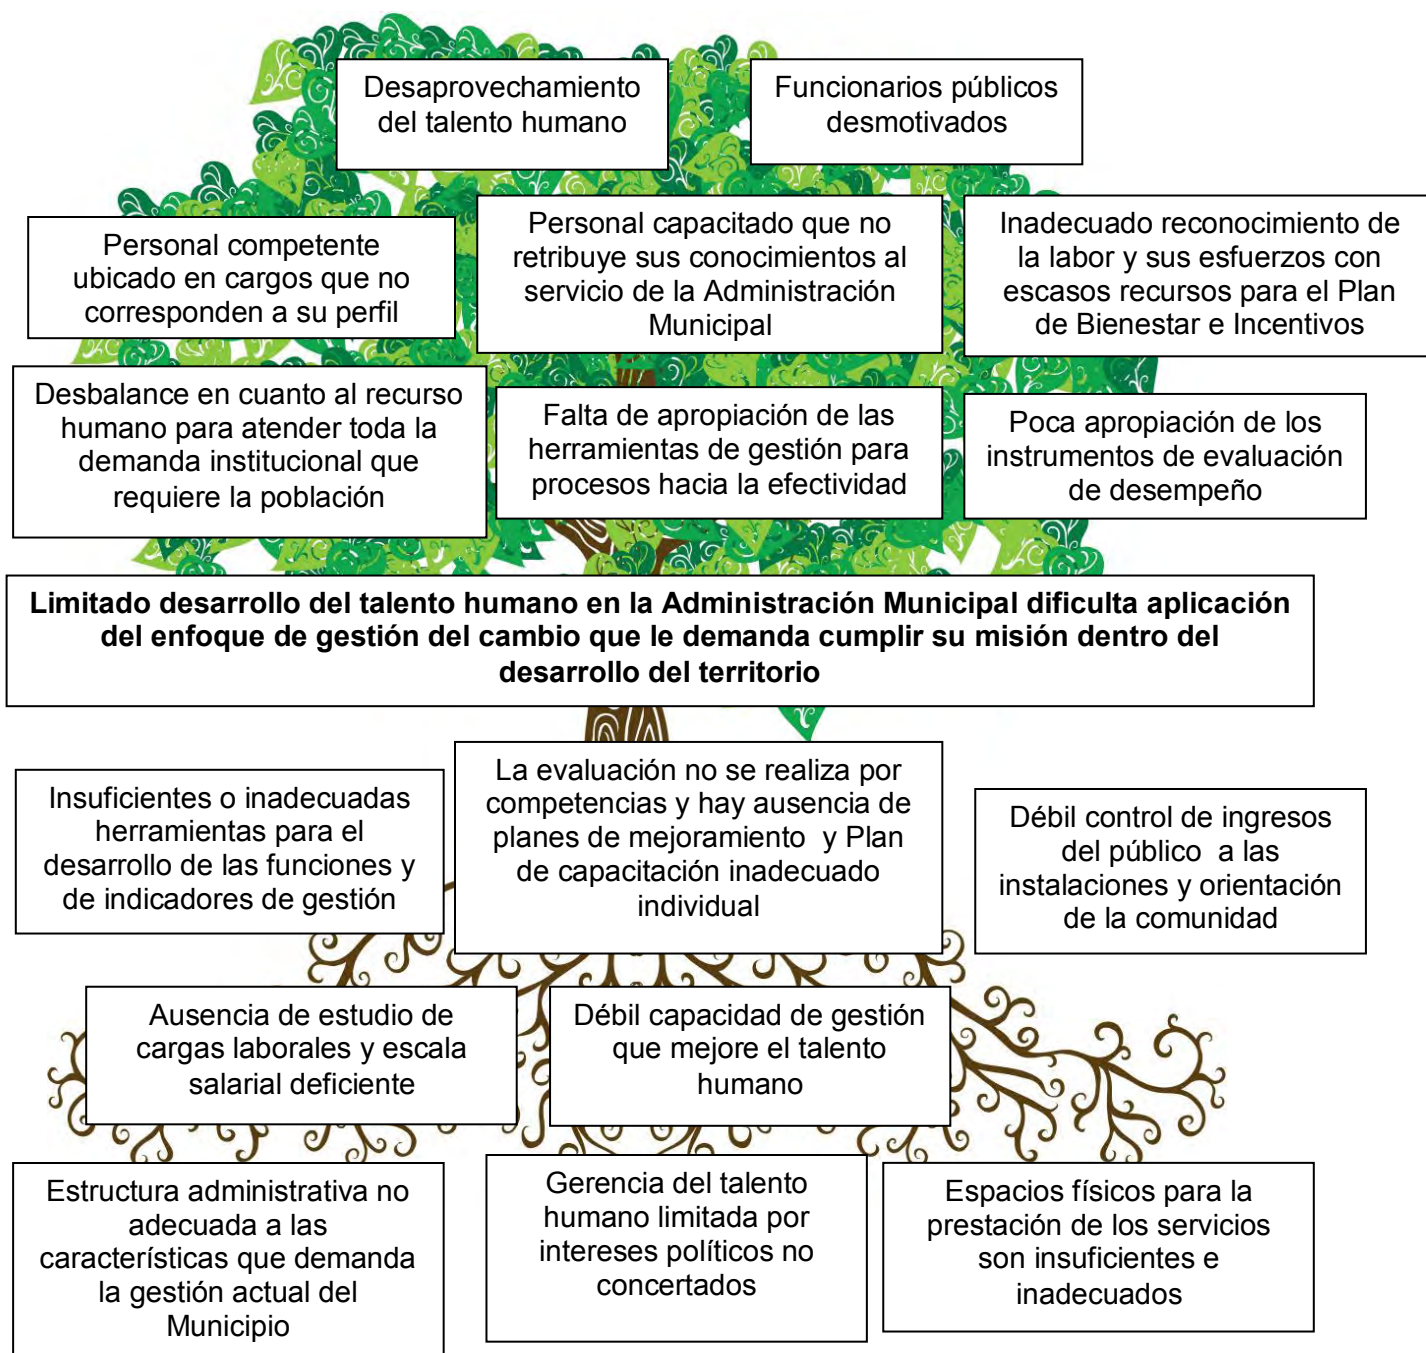 Desaprovechamiento
del talento humano
Funcionarios públicos
desmotivados
Personal competente
ubicado en cargos que no
corresponden a su perfil
Personal capacitado que no
retribuye sus conocimientos al
servicio de la Administración
Municipal
Inadecuado reconocimiento de
la labor y sus esfuerzos con
escasos recursos para el Plan
de Bienestar e Incentivos
Desbalance en cuanto al recurso
humano para atender toda la
demanda institucional que
requiere la población
Falta de apropiación de las
herramientas de gestión para
procesos hacia la efectividad
Poca apropiación de los
instrumentos de evaluación
de desempeño
Limitado desarrollo del talento humano en la Administración Municipal dificulta aplicación
del enfoque de gestión del cambio que le demanda cumplir su misión dentro del
desarrollo del territorio
Insuficientes o inadecuadas
herramientas para el
desarrollo de las funciones y
de indicadores de gestión
La evaluación no se realiza por
competencias y hay ausencia de
planes de mejoramiento y Plan
de capacitación inadecuado
individual
Débil control de ingresos
del público a las
instalaciones y orientación
de la comunidad
Ausencia de estudio de
cargas laborales y escala
salarial deficiente
Débil capacidad de gestión
que mejore el talento
humano
Estructura administrativa no
adecuada a las
características que demanda
la gestión actual del
Municipio
Gerencia del talento
humano limitada por
intereses políticos no
concertados
Espacios físicos para la
prestación de los servicios
son insuficientes e
inadecuados